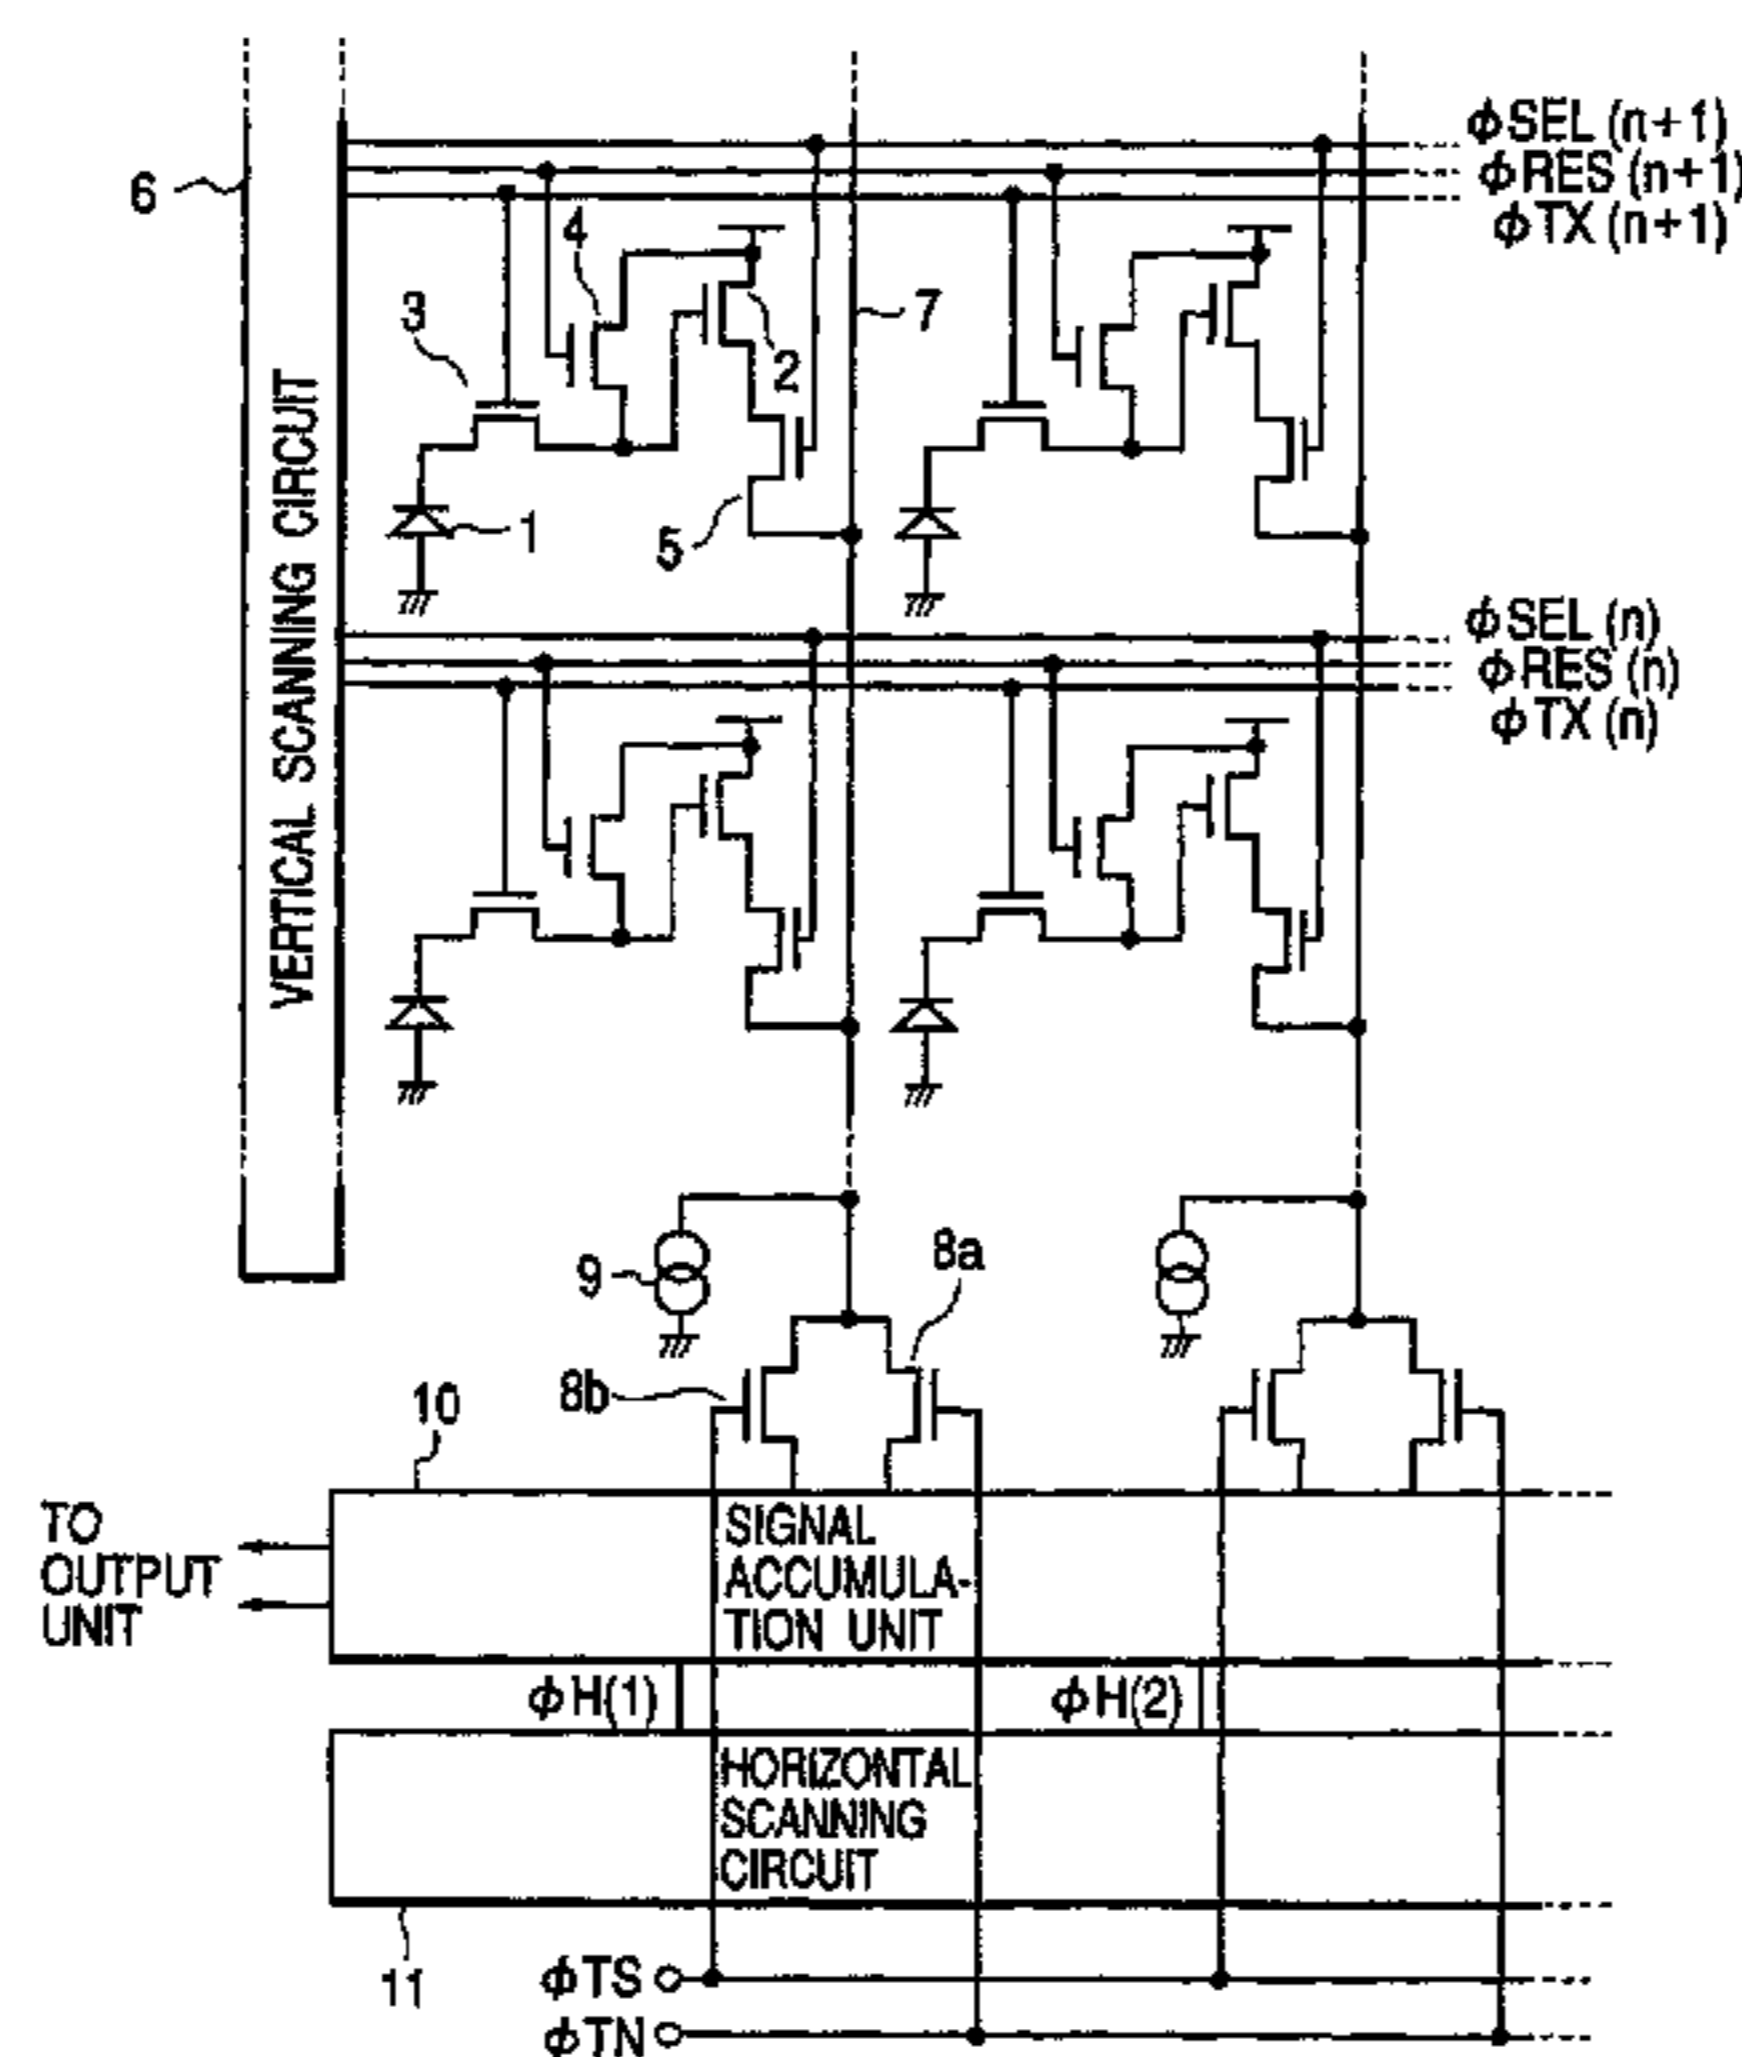 φSEL (n+1)
φRES (n+1)
φTX (n+1)
6
4
3
7
2
1
5
VERTICAL SCANNING CIRCUIT
φSEL (n)
φRES (n)
φTX (n)
9
8a
8b
10
TO
OUTPUT
UNIT
SIGNAL
ACCUMULA-
TION UNIT
φH(1)
φH(2)
HORIZONTAL
SCANNING
CIRCUIT
11
φTS
φTN